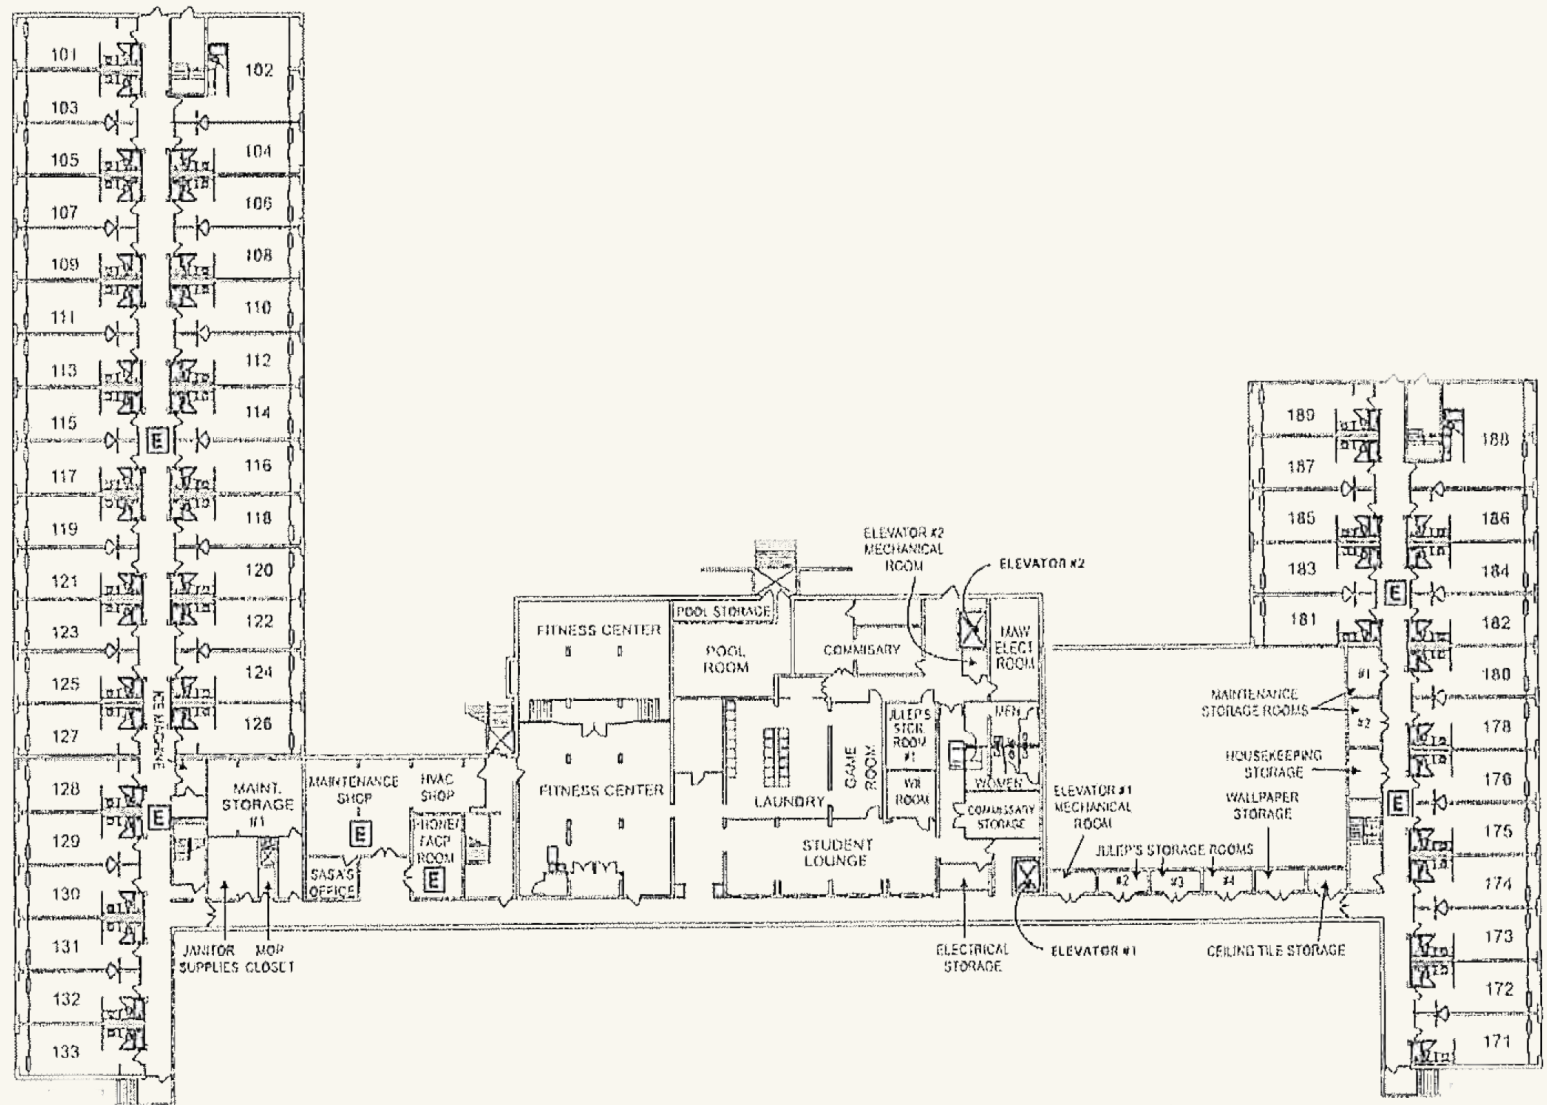 101
102
103
104
105
106
107
108
109
110
111
112
113
114
115
E
116
117
118
119
120
121
122
123
124
125
126
127
ICE MACHINE
128
E
129
130
131
132
133
MAINT.
STORAGE
#1
JANITOR
SUPPLIES
MOP
CLOSET
MAINTENANCE
SHOP
E
SASA'S
OFFICE
HVAC
SHOP
PHONE/
FACP
ROOM
E
FITNESS CENTER
FITNESS CENTER
POOL STORAGE
POOL
ROOM
COMMISARY
ELEVATOR #2
MECHANICAL
ROOM
ELEVATOR #2
ELECT
ROOM
LAUNDRY
GAME
ROOM
JULEP'S
STOR.
ROOM
#1
ROOM
MEN
WOMEN
COMMISSARY
STORAGE
STUDENT
LOUNGE
ELECTRICAL
STORAGE
ELEVATOR #1
ELEVATOR #1
MECHANICAL
ROOM
JULEP'S STORAGE ROOMS
#2
#3
#4
WALLPAPER
STORAGE
CEILING TILE STORAGE
HOUSEKEEPING
STORAGE
MAINTENANCE
STORAGE ROOMS
#1
#2
189
188
187
185
186
183
E
184
181
182
180
178
176
E
175
174
173
172
171